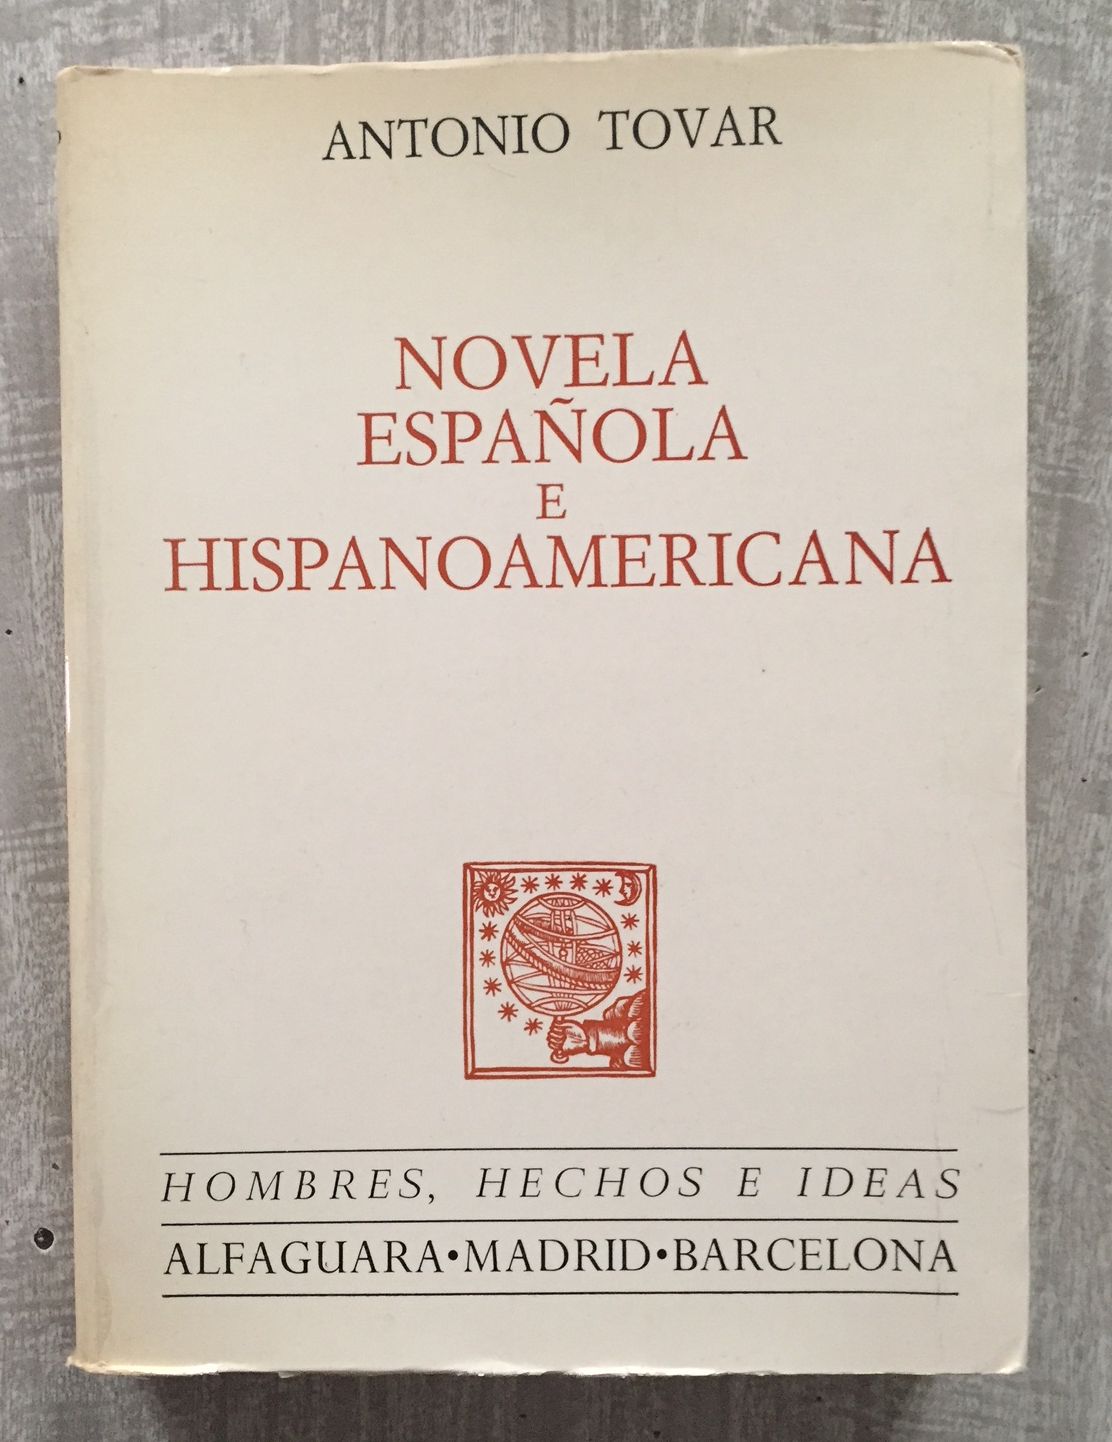 ANTONIO TOVAR
NOVELA
ESPAÑOLA
E
HISPANOAMERICANA
HOMBRES, HECHOS E IDEAS
ALFAGUARA•MADRID•BARCELONA